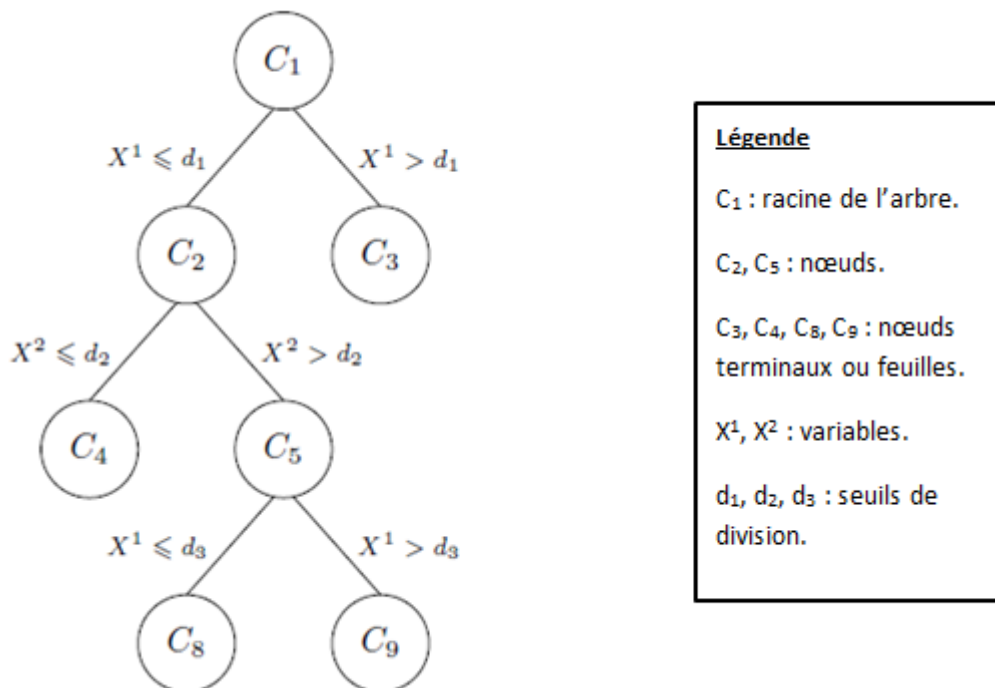 C₁
X¹ ⩽ d₁ X¹ > d₁
C₂ C₃
X² ⩽ d₂ X² > d₂
C₄ C₅
X¹ ⩽ d₃ X¹ > d₃
C₈ C₉
Légende
C₁ : racine de l’arbre.
C₂, C₅ : nœuds.
C₃, C₄, C₈, C₉ : nœuds
terminaux ou feuilles.
X¹, X² : variables.
d₁, d₂, d₃ : seuils de
division.